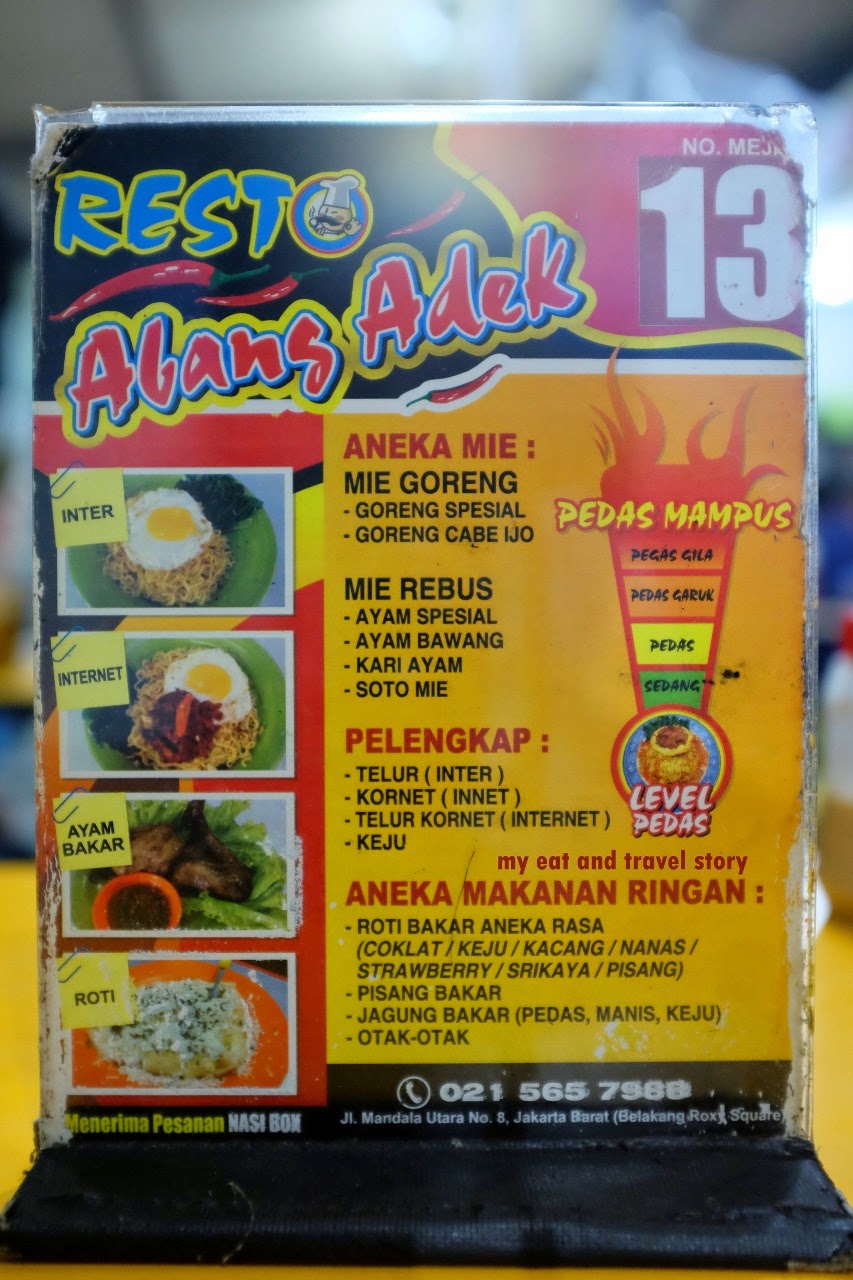 NO. MEJA
13
RESTO
Abang Adek
INTER
INTERNET
AYAM
BAKAR
ROTI
ANEKA MIE :
MIE GORENG
- GORENG SPESIAL
- GORENG CABE IJO
MIE REBUS
- AYAM SPESIAL
- AYAM BAWANG
- KARI AYAM
- SOTO MIE
PELENGKAP :
- TELUR ( INTER )
- KORNET ( INNET )
- TELUR KORNET ( INTERNET )
- KEJU
PEDAS MAMPUS
PEGAS GILA
PEDAS GARUK
PEDAS
SEDANG
LEVEL
PEDAS
my eat and travel story
ANEKA MAKANAN RINGAN :
- ROTI BAKAR ANEKA RASA
(COKLAT / KEJU / KACANG / NANAS /
STRAWBERRY / SRIKAYA / PISANG)
- PISANG BAKAR
- JAGUNG BAKAR (PEDAS, MANIS, KEJU)
- OTAK-OTAK
021 565 7988
Menerima Pesanan NASI BOX
Jl. Mandala Utara No. 8, Jakarta Barat (Belakang Roxy Square)